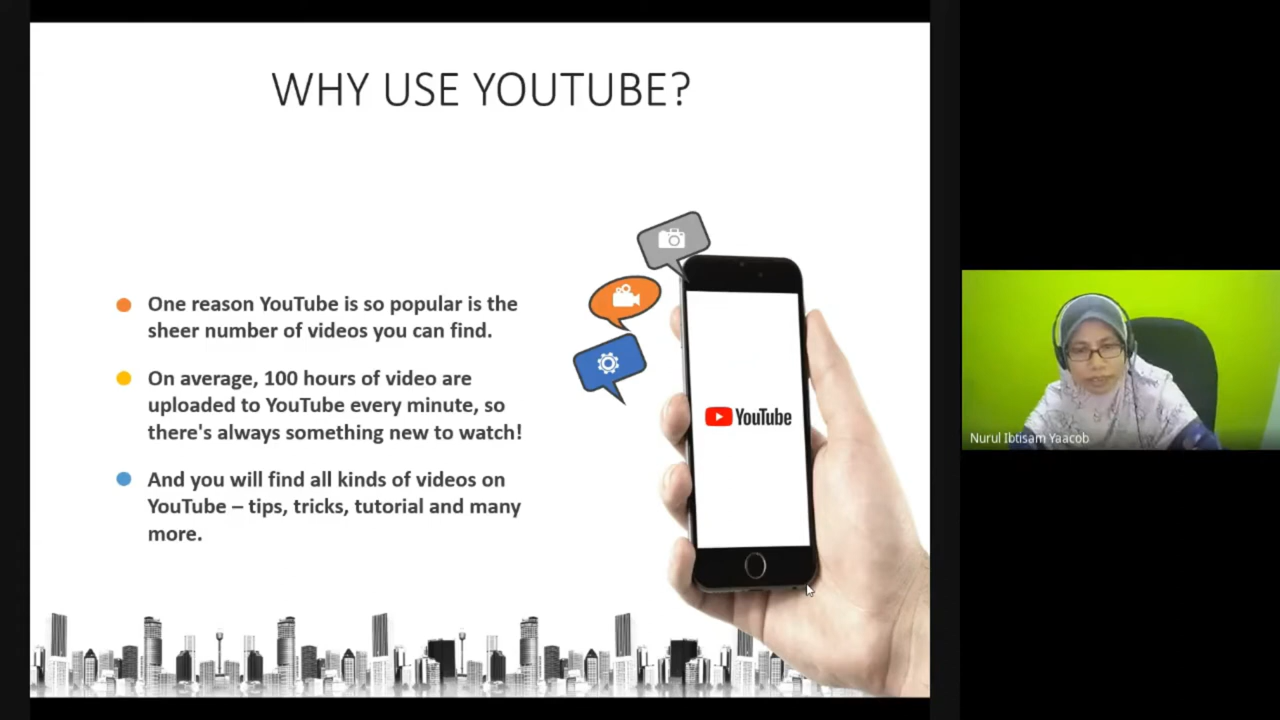 WHY USE YOUTUBE?
One reason YouTube is so popular is the
sheer number of videos you can find.
On average, 100 hours of video are
uploaded to YouTube every minute, so
there's always something new to watch!
And you will find all kinds of videos on
YouTube – tips, tricks, tutorial and many
more.
YouTube
Nurul Ibtisam Yaacob